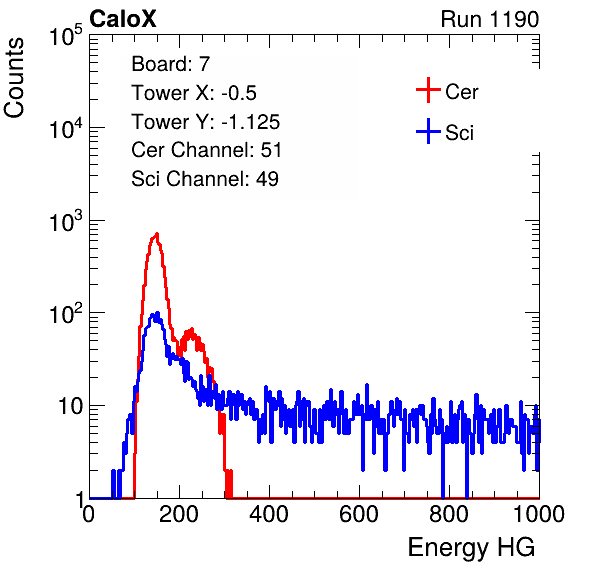 CaloX Run 1190
Counts
Board: 7
Tower X: -0.5
Tower Y: -1.125
Cer Channel: 51
Sci Channel: 49
Cer
Sci
10^5
10^4
10^3
10^2
10
1
0 200 400 600 800 1000
Energy HG